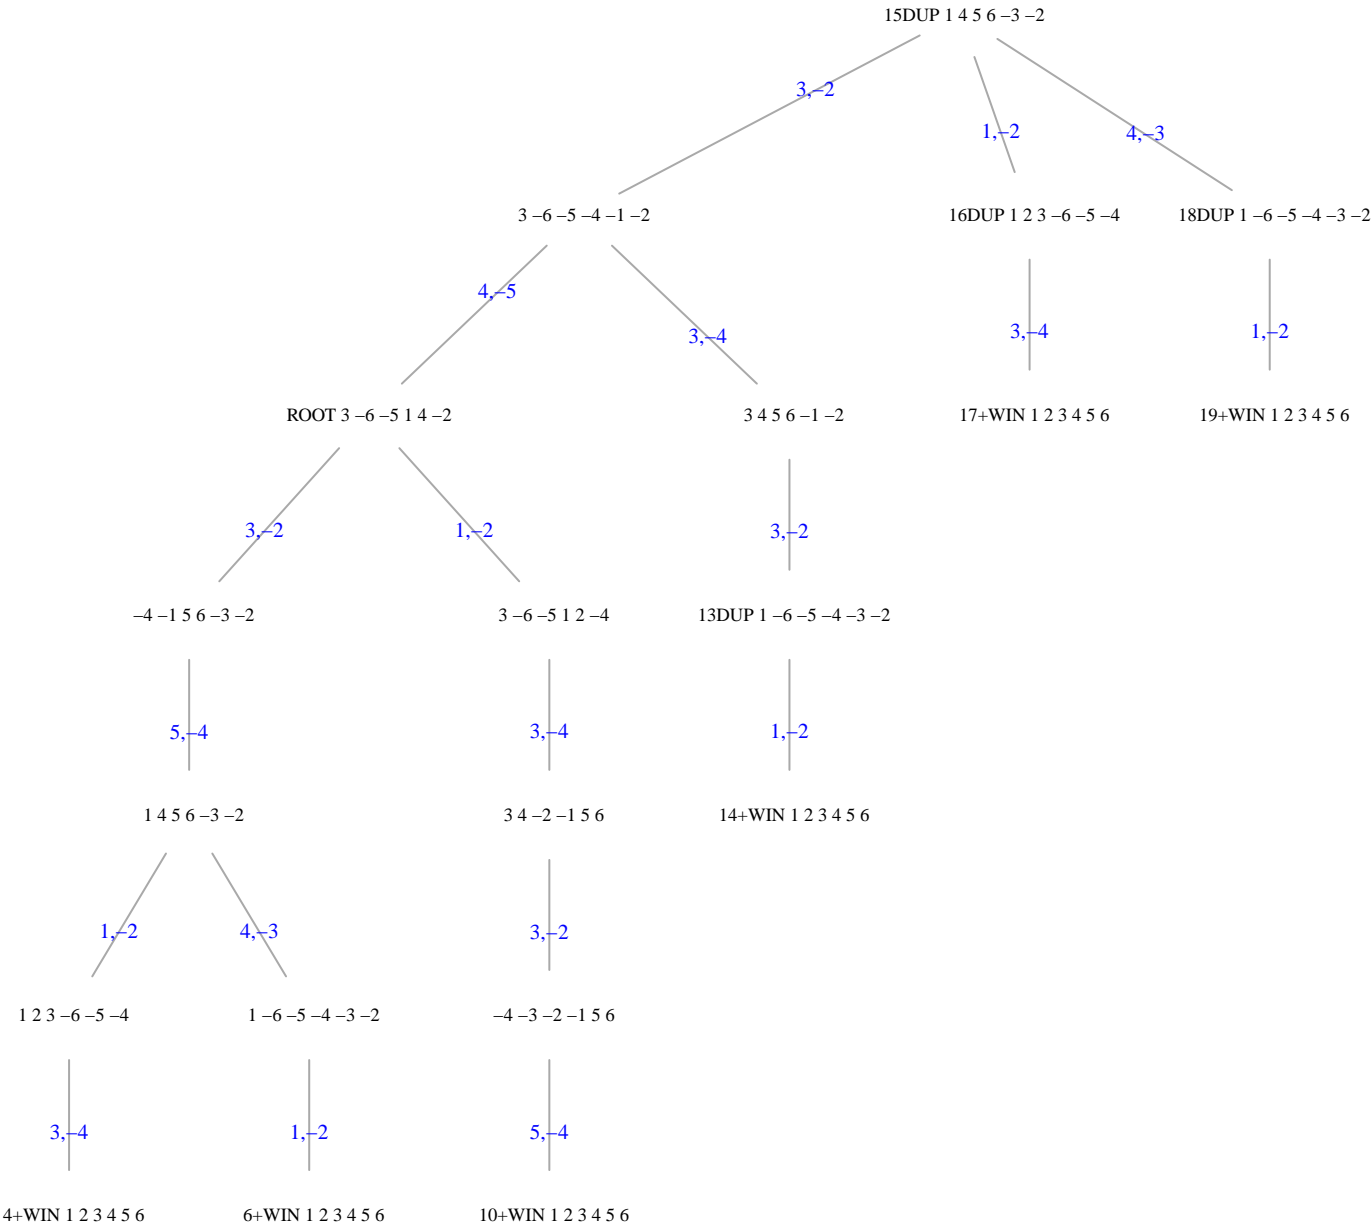 15DUP 1 4 5 6 –3 –2
3,–2
1,–2
4,–3
3 –6 –5 –4 –1 –2
16DUP 1 2 3 –6 –5 –4
18DUP 1 –6 –5 –4 –3 –2
4,–5
3,–4
3,–4
1,–2
ROOT 3 –6 –5 1 4 –2
3 4 5 6 –1 –2
17+WIN 1 2 3 4 5 6
19+WIN 1 2 3 4 5 6
3,–2
1,–2
3,–2
–4 –1 5 6 –3 –2
3 –6 –5 1 2 –4
13DUP 1 –6 –5 –4 –3 –2
5,–4
3,–4
1,–2
1 4 5 6 –3 –2
3 4 –2 –1 5 6
14+WIN 1 2 3 4 5 6
1,–2
4,–3
3,–2
1 2 3 –6 –5 –4
1 –6 –5 –4 –3 –2
–4 –3 –2 –1 5 6
3,–4
1,–2
5,–4
4+WIN 1 2 3 4 5 6
6+WIN 1 2 3 4 5 6
10+WIN 1 2 3 4 5 6